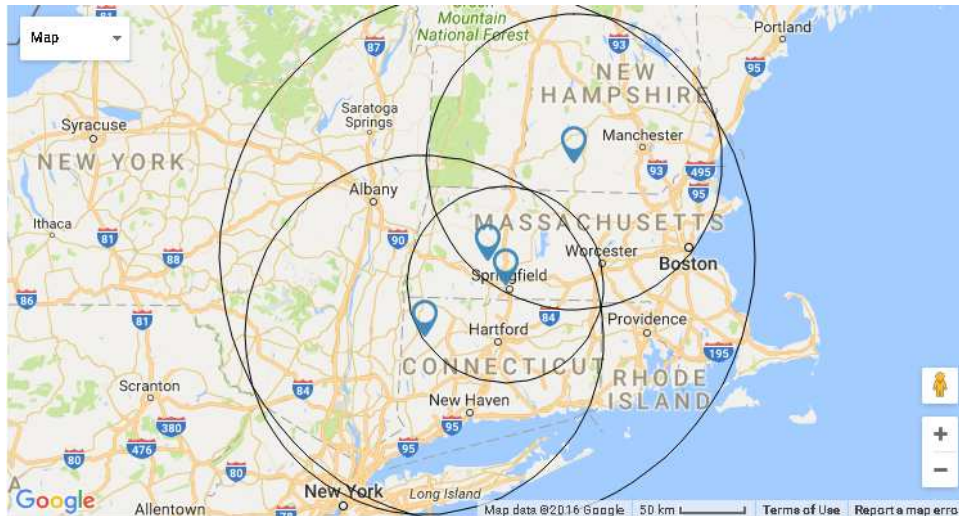 Green
Mountain
National Forest
Portland
Map
81
87
93
95
NEW
HAMPSHIRE
Saratoga
Springs
Syracuse
NEW YORK
Manchester
93
495
95
Albany
Ithaca
81
90
MASSACHUSETTS
88
Worcester
Boston
Springfield
86
81
84
Hartford
Providence
195
CONNECTICUT
RHODE
ISLAND
Scranton
84
New Haven
380
95
476
95
80
80
New York
Long Island
Allentown
78
Google
Map data ©2016 Google
50 km
Terms of Use
Report a map erro
+
−